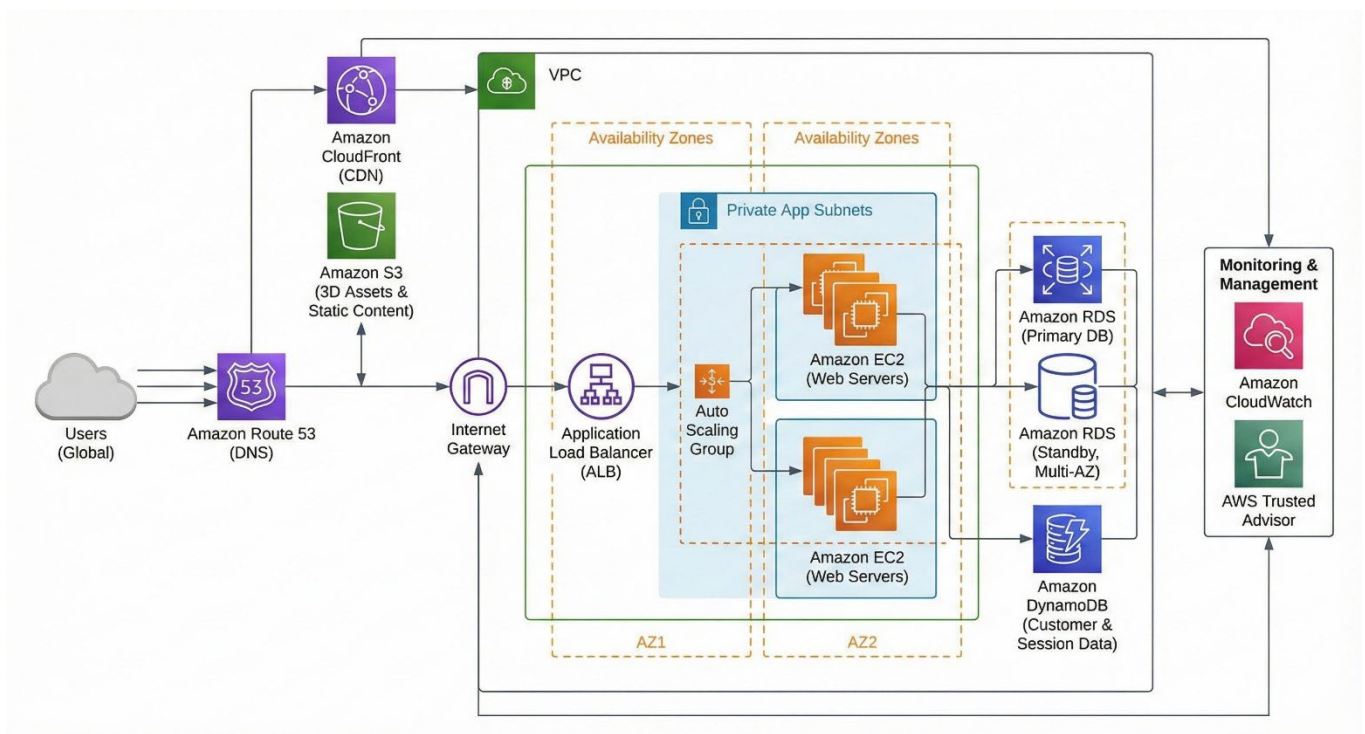 VPC
Amazon
CloudFront
(CDN)
Availability Zones
Availability Zones
Private App Subnets
Amazon S3
(3D Assets &
Static Content)
53
Users
(Global)
Amazon Route 53
(DNS)
Internet
Gateway
Application
Load Balancer
(ALB)
$
Auto
Scaling
Group
Amazon EC2
(Web Servers)
Amazon EC2
(Web Servers)
AZ1
AZ2
Amazon RDS
(Primary DB)
Amazon RDS
(Standby,
Multi-AZ)
Amazon
DynamoDB
(Customer &
Session Data)
Monitoring &
Management
Amazon
CloudWatch
AWS Trusted
Advisor